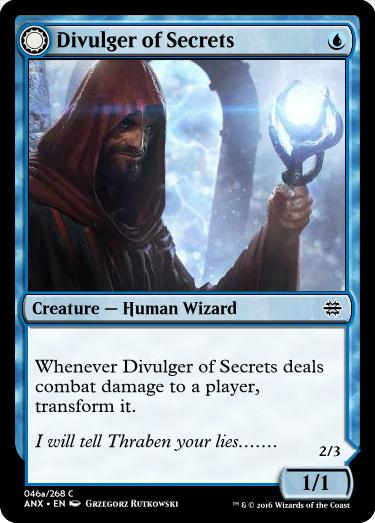 Divulger of Secrets
Creature — Human Wizard
Whenever Divulger of Secrets deals
combat damage to a player,
transform it.
I will tell Thraben your lies.......
2/3
1/1
046a/268 C
ANX • EN Grzegorz Rutkowski
™ & © 2016 Wizards of the Coast